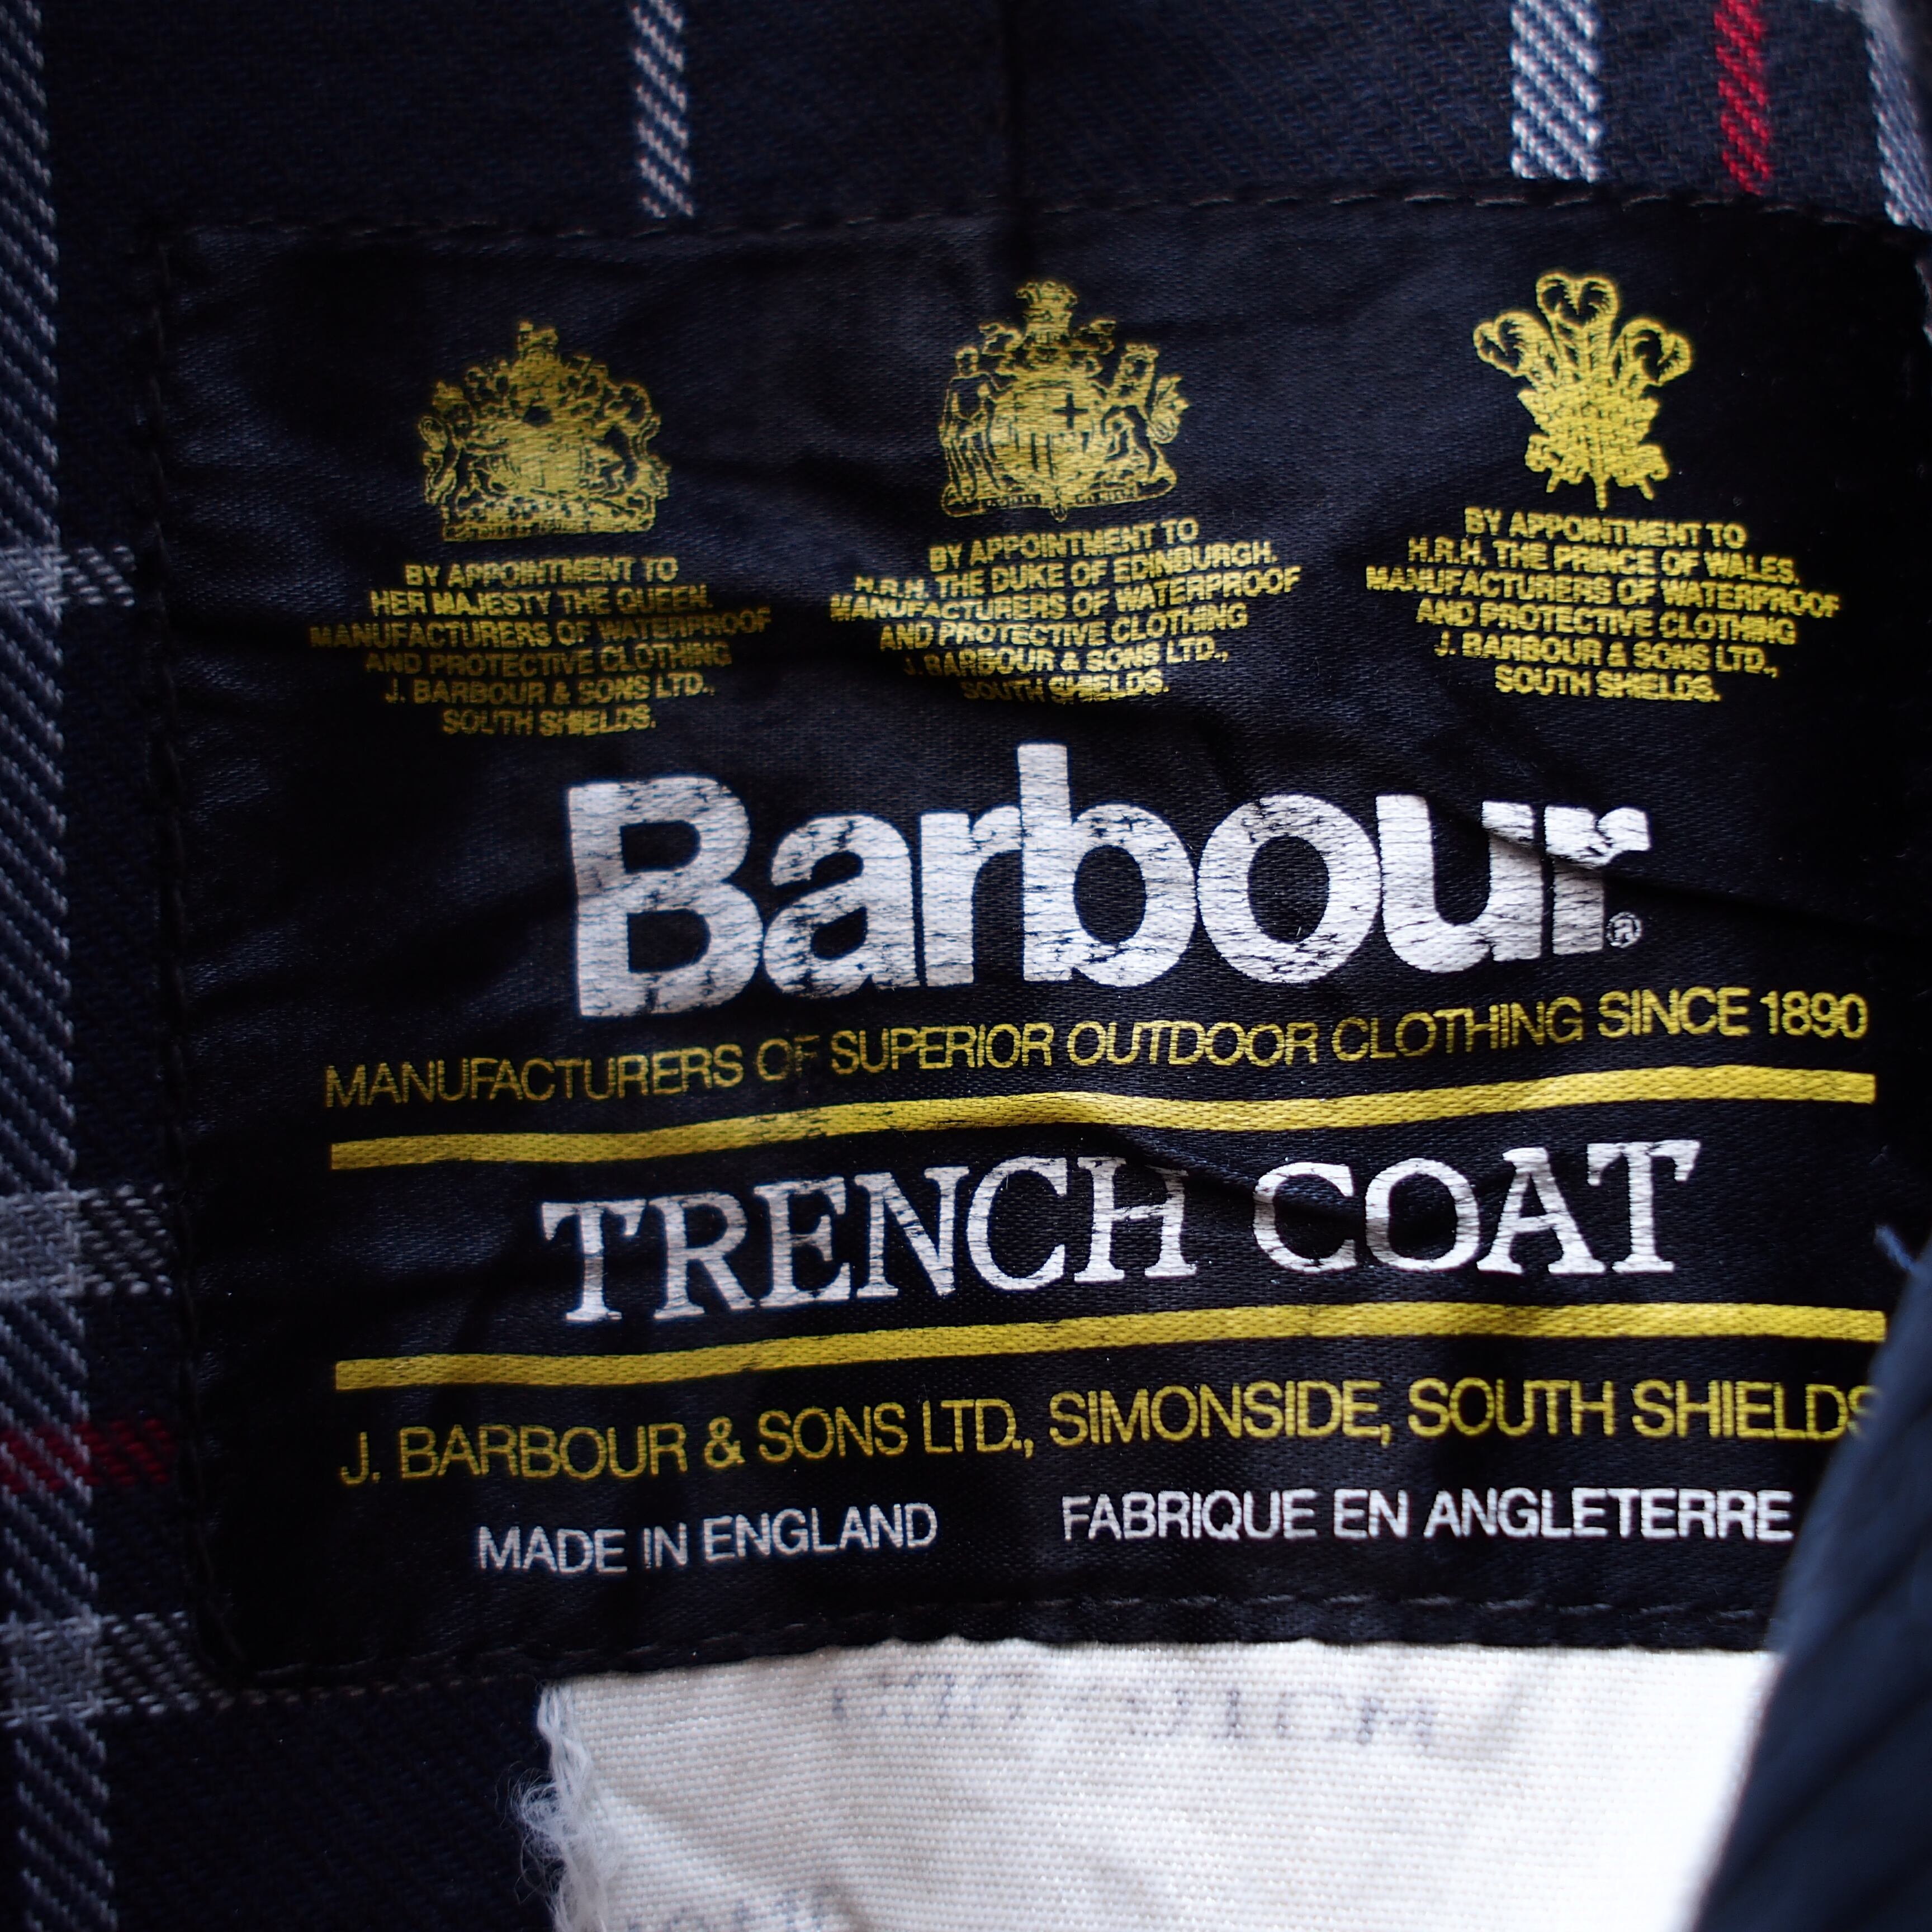 BY APPOINTMENT TO
HER MAJESTY THE QUEEN.
MANUFACTURERS OF WATERPROOF
AND PROTECTIVE CLOTHING
J. BARBOUR & SONS LTD.,
SOUTH SHIELDS.
BY APPOINTMENT TO
H.R.H. THE DUKE OF EDINBURGH.
MANUFACTURERS OF WATERPROOF
AND PROTECTIVE CLOTHING
J. BARBOUR & SONS LTD.,
SOUTH SHIELDS.
BY APPOINTMENT TO
H.R.H. THE PRINCE OF WALES.
MANUFACTURERS OF WATERPROOF
AND PROTECTIVE CLOTHING
J. BARBOUR & SONS LTD.,
SOUTH SHIELDS.
Barbour®
MANUFACTURERS OF SUPERIOR OUTDOOR CLOTHING SINCE 1890
TRENCH COAT
J. BARBOUR & SONS LTD., SIMONSIDE, SOUTH SHIELDS
MADE IN ENGLAND FABRIQUE EN ANGLETERRE